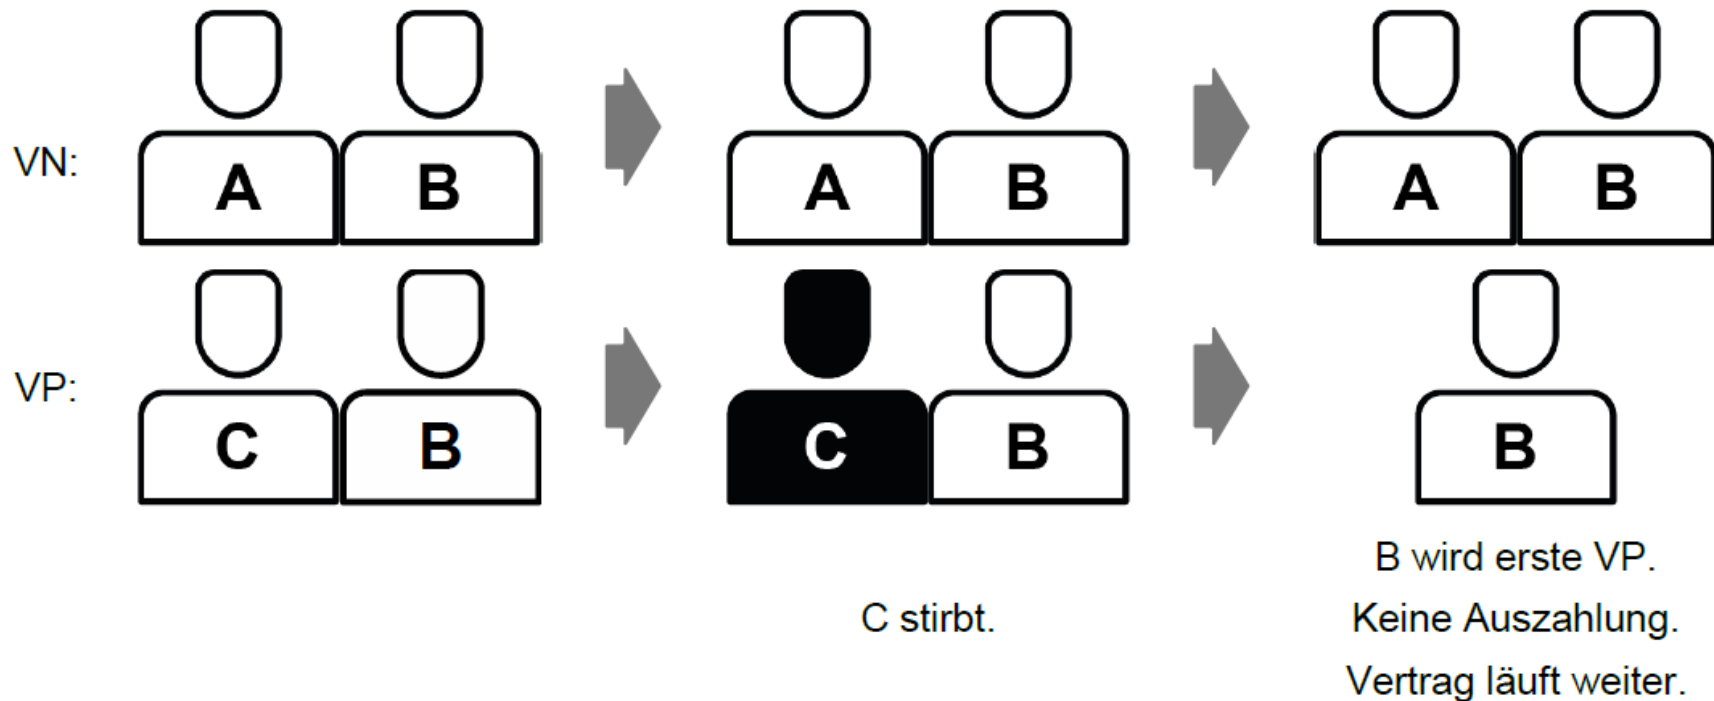 VN:
A B
A B
A B
VP:
C B
C B
B
C stirbt.
B wird erste VP.
Keine Auszahlung.
Vertrag läuft weiter.